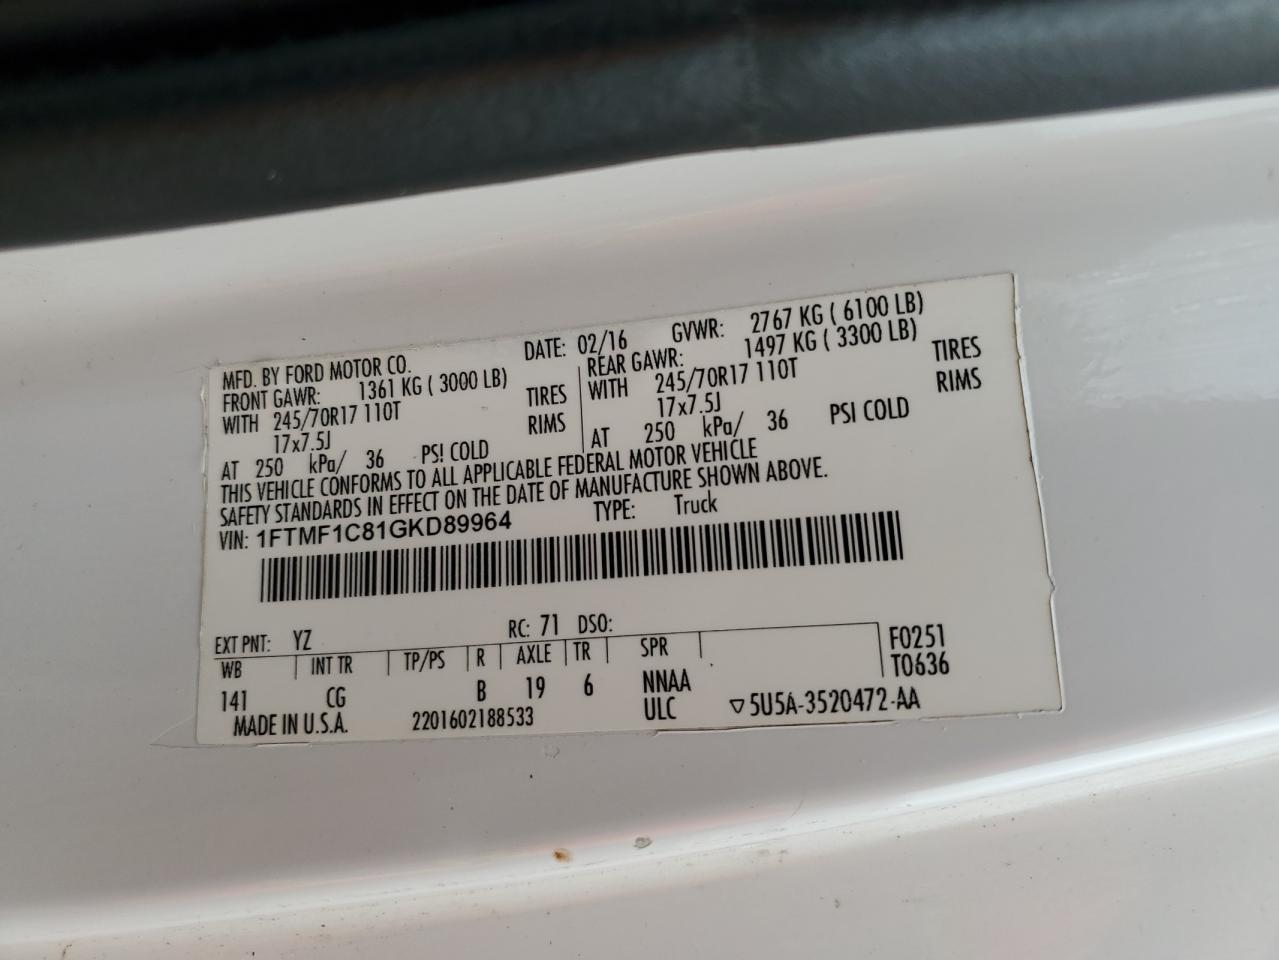 MFD. BY FORD MOTOR CO. DATE: 02/16 GVWR: 2767 KG ( 6100 LB)
FRONT GAWR: 1361 KG ( 3000 LB) REAR GAWR: 1497 KG ( 3300 LB)
WITH 245/70R17 110T TIRES WITH 245/70R17 110T TIRES
17x7.5J RIMS 17x7.5J RIMS
AT 250 kPa/ 36 PSI COLD AT 250 kPa/ 36 PSI COLD
THIS VEHICLE CONFORMS TO ALL APPLICABLE FEDERAL MOTOR VEHICLE
SAFETY STANDARDS IN EFFECT ON THE DATE OF MANUFACTURE SHOWN ABOVE.
VIN: 1FTMF1C81GKD89964 TYPE: Truck
EXT PNT: YZ RC: 71 DSO:
WB INT TR TP/PS R AXLE TR SPR F0251
141 CG B 19 6 NNAA T0636
MADE IN U.S.A. 2201602188533 ULC ▽5U5A-3520472-AA